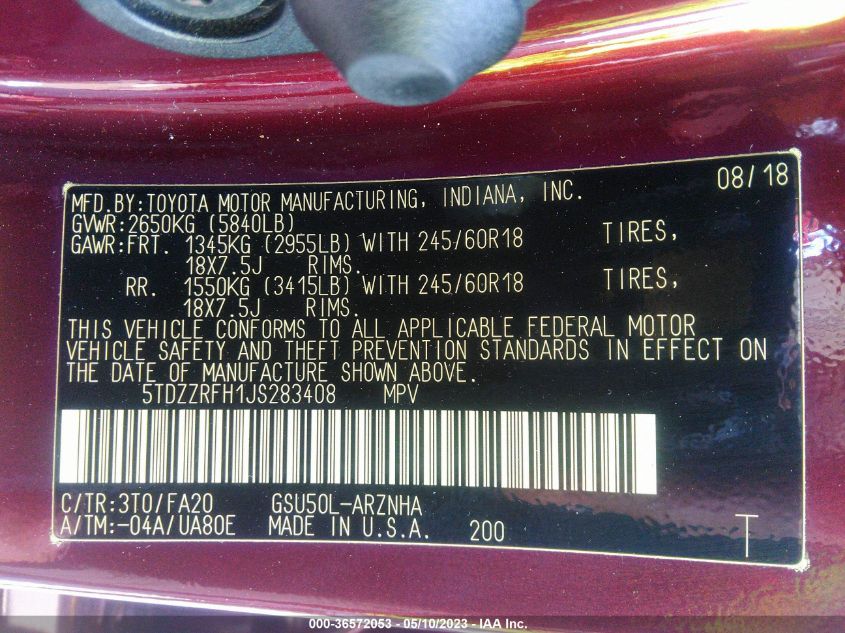 MFD.BY:TOYOTA MOTOR MANUFACTURING, INDIANA, INC. 08/18
GVWR:2650KG (5840LB)
GAWR:FRT. 1345KG (2955LB) WITH 245/60R18 TIRES,
18X7.5J RIMS.
RR. 1550KG (3415LB) WITH 245/60R18 TIRES,
18X7.5J RIMS.
THIS VEHICLE CONFORMS TO ALL APPLICABLE FEDERAL MOTOR
VEHICLE SAFETY AND THEFT PREVENTION STANDARDS IN EFFECT ON
THE DATE OF MANUFACTURE SHOWN ABOVE.
5TDZZRFH1JS283408 MPV
C/TR:3T0/FA20 GSU50L-ARZNHA
A/TM:-04A/UA80E MADE IN U.S.A. 200 T
000-36572053 - 05/10/2023 - IAA Inc.